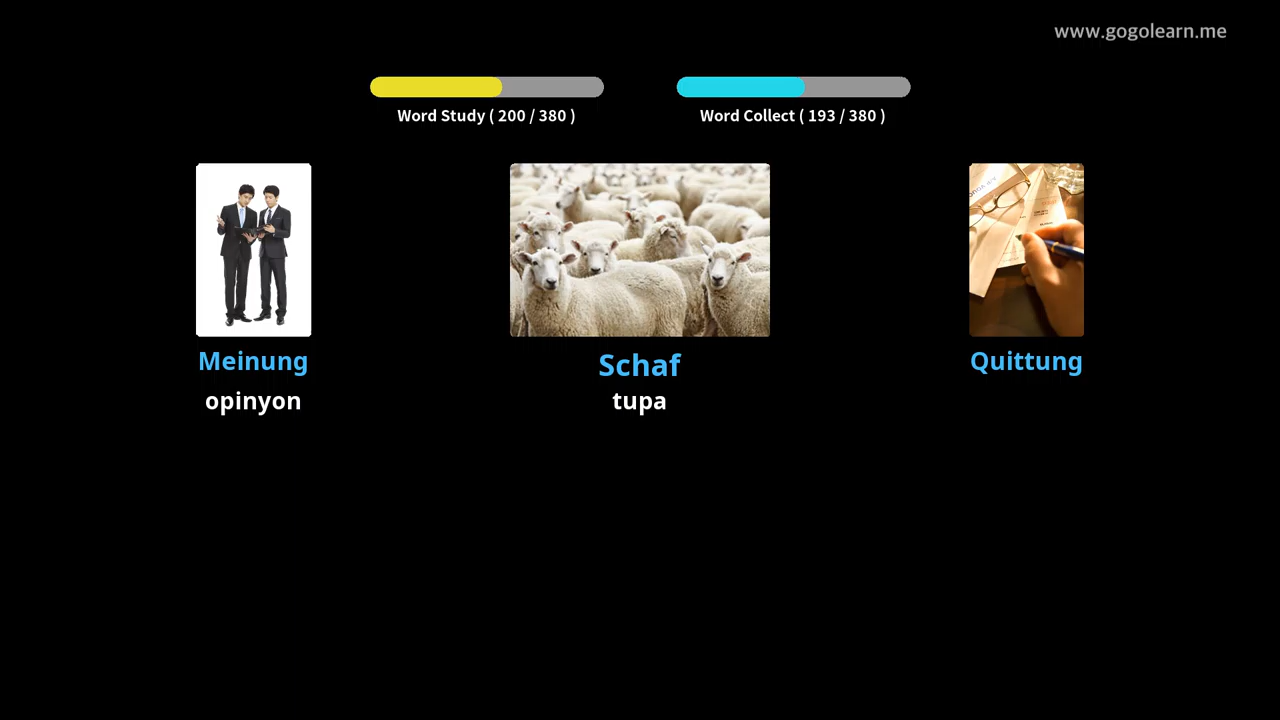 www.gogolearn.me
Word Study ( 200 / 380 )
Word Collect ( 193 / 380 )
Meinung
opinyon
Schaf
tupa
Quittung